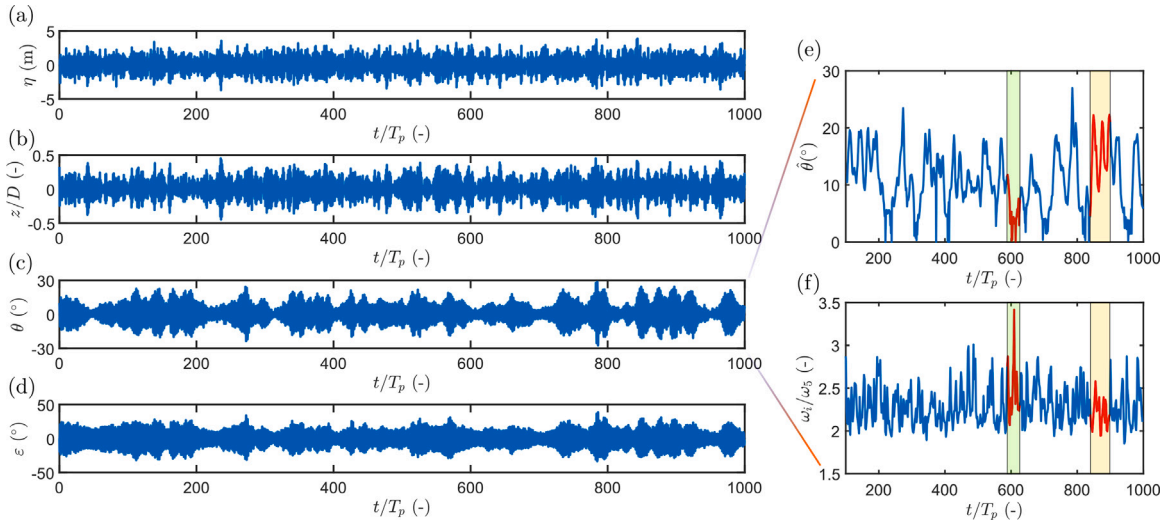 (a)
5
0
-5
η (m)
0 200 400 600 800 1000
t/T_p (-)
(b)
0.5
0
-0.5
z/D (-)
0 200 400 600 800 1000
t/T_p (-)
(c)
30
0
-30
θ (°)
0 200 400 600 800 1000
t/T_p (-)
(d)
50
0
-50
ε (°)
0 200 400 600 800 1000
t/T_p (-)
(e)
30
20
10
0
θ̂(°)
200 400 600 800 1000
t/T_p (-)
(f)
3.5
3
2.5
2
1.5
ω_i/ω_5 (-)
200 400 600 800 1000
t/T_p (-)